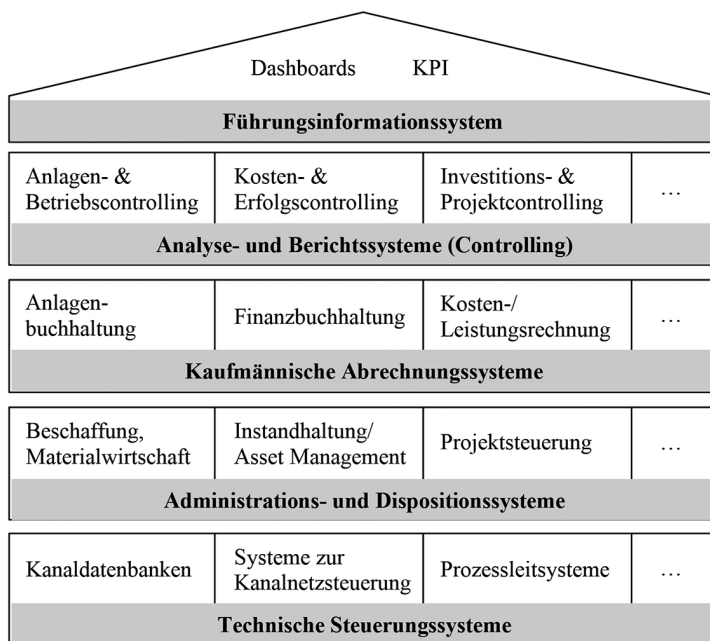 Dashboards KPI
Führungsinformationssystem
Anlagen- &
Betriebscontrolling
Kosten- &
Erfolgscontrolling
Investitions- &
Projektcontrolling
…
Analyse- und Berichtssysteme (Controlling)
Anlagen-
buchhaltung
Finanzbuchhaltung
Kosten-/
Leistungsrechnung
…
Kaufmännische Abrechnungssysteme
Beschaffung,
Materialwirtschaft
Instandhaltung/
Asset Management
Projektsteuerung
…
Administrations- und Dispositionssysteme
Kanaldatenbanken
Systeme zur
Kanalnetzsteuerung
Prozessleitsysteme
…
Technische Steuerungssysteme